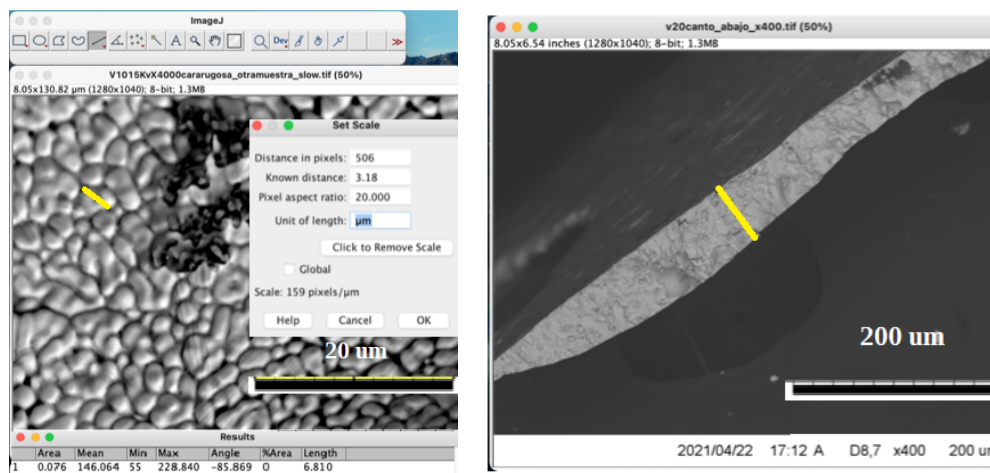 ImageJ
A
Dev
V1015KvX4000cararugosa_otramuestra_slow.tif (50%)
8.05x130.82 µm (1280x1040); 8-bit; 1.3MB
Set Scale
Distance in pixels: 506
Known distance: 3.18
Pixel aspect ratio: 20.000
Unit of length: µm
Click to Remove Scale
Global
Scale: 159 pixels/µm
Help Cancel OK
20 um
Results
Area Mean Min Max Angle %Area Length
1 0.076 146.064 55 228.840 -85.869 0 6.810
v20canto_abajo_x400.tif (50%)
8.05x6.54 inches (1280x1040); 8-bit; 1.3MB
200 um
2021/04/22 17:12 A D8,7 x400 200 u